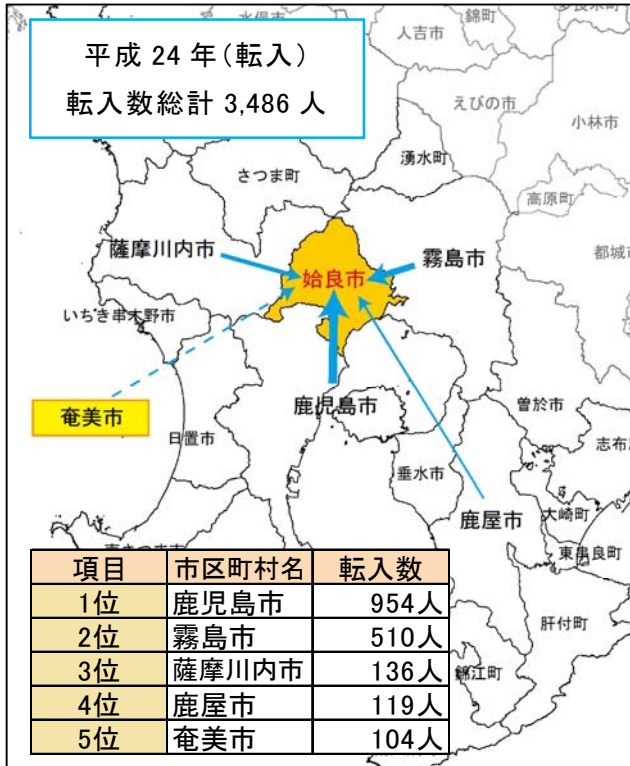 平成 24 年（転入）
転入数総計 3,486 人
人吉市
錦町
えびの市
小林市
湧水町
さつま町
高原町
薩摩川内市
霧島市
都城市
姶良市
いちき串木野市
鹿児島市
奄美市
日置市
曽於市
垂水市
鹿屋市
大崎町
東串良町
項目 市区町村名 転入数
1位 鹿児島市 954人
2位 霧島市 510人
3位 薩摩川内市 136人
4位 鹿屋市 119人
5位 奄美市 104人
肝付町
錦江町